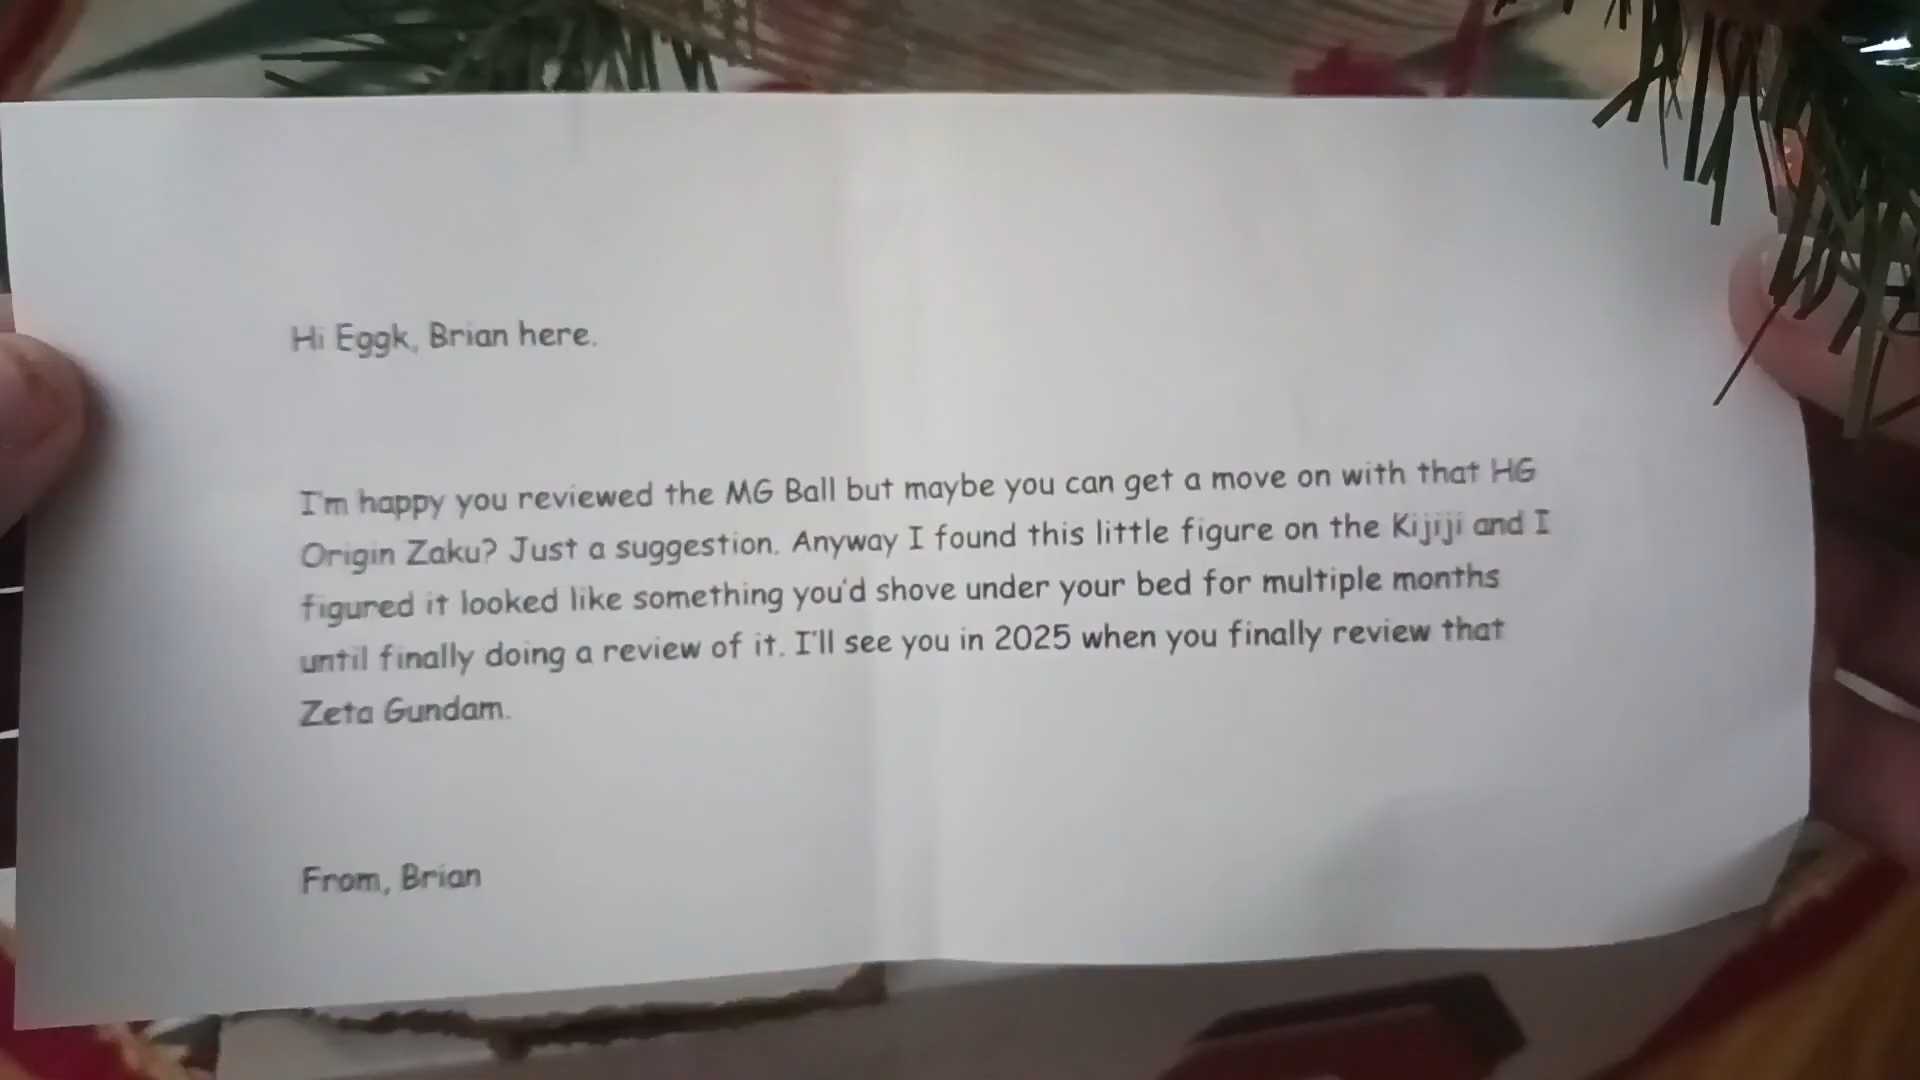 Hi Eggk, Brian here.
I'm happy you reviewed the MG Ball but maybe you can get a move on with that HG
Origin Zaku? Just a suggestion. Anyway I found this little figure on the Kijiji and I
figured it looked like something you'd shove under your bed for multiple months
until finally doing a review of it. I'll see you in 2025 when you finally review that
Zeta Gundam.
From, Brian